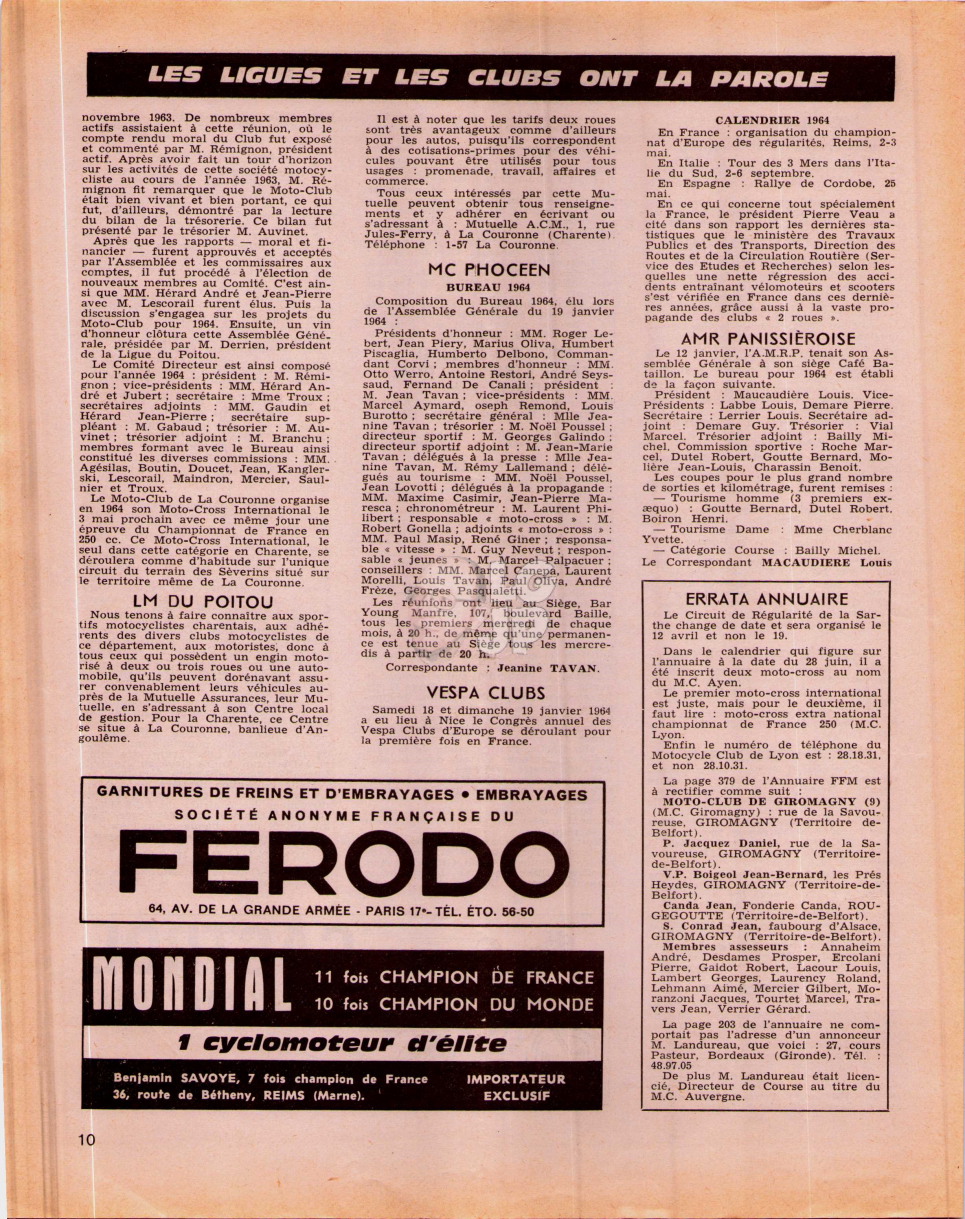 LES LIGUES ET LES CLUBS ONT LA PAROLE
novembre 1963. De nombreux membres
actifs assistaient à cette réunion, où le
compte rendu moral du Club fut exposé
et commenté par M. Rémignon, président
actif. Après avoir fait un tour d'horizon
sur les activités de cette société motocy-
cliste au cours de l'année 1963, M. Ré-
mignon fit remarquer que le Moto-Club
était bien vivant et bien portant, ce qui
fut, d'ailleurs, démontré par la lecture
du bilan de la trésorerie. Ce bilan fut
présenté par le trésorier M. Auvinet.
Après que les rapports — moral et fi-
nancier — furent approuvés et acceptés
par l'Assemblée et les commissaires aux
comptes, il fut procédé à l'élection de
nouveaux membres au Comité. C'est ain-
si que MM. Hérard André et Jean-Pierre
avec M. Lescorail furent élus. Puis la
discussion s'engagea sur les projets du
Moto-Club pour 1964. Ensuite, un vin
d'honneur clôtura cette Assemblée Géné-
rale, présidée par M. Derrien, président
de la Ligue du Poitou.
Le Comité Directeur est ainsi composé
pour l'année 1964 : président : M. Rémi-
gnon ; vice-présidents : MM. Hérard An-
dré et Jubert ; secrétaire : Mme Troux ;
secrétaires adjoints : MM. Gaudin et
Hérard Jean-Pierre ; secrétaire sup-
pléant : M. Gabaud ; trésorier : M. Au-
vinet ; trésorier adjoint : M. Branchu ;
membres formant avec le Bureau ainsi
constitué les diverses commissions : MM.
Agésilas, Boutin, Doucet, Jean, Kangler-
ski, Lescorail, Maindron, Mercier, Saul-
nier et Troux.
Le Moto-Club de La Couronne organise
en 1964 son Moto-Cross International le
3 mai prochain avec ce même jour une
épreuve du Championnat de France en
250 cc. Ce Moto-Cross International, le
seul dans cette catégorie en Charente, se
déroulera comme d'habitude sur l'unique
circuit du terrain des Séverins situé sur
le territoire même de La Couronne.
LM DU POITOU
Nous tenons à faire connaître aux spor-
tifs motocyclistes charentais, aux adhé-
rents des divers clubs motocyclistes de
ce département, aux motoristes, donc à
tous ceux qui possèdent un engin moto-
risé à deux ou trois roues ou une auto-
mobile, qu'ils peuvent dorénavant assu-
rer convenablement leurs véhicules au-
près de la Mutuelle Assurances, leur Mu-
tuelle, en s'adressant à son Centre local
de gestion. Pour la Charente, ce Centre
se situe à La Couronne, banlieue d'An-
goulême.
Il est à noter que les tarifs deux roues
sont très avantageux comme d'ailleurs
pour les autos, puisqu'ils correspondent
à des cotisations-primes pour des véhi-
cules pouvant être utilisés pour tous
usages : promenade, travail, affaires et
commerce.
Tous ceux intéressés par cette Mu-
tuelle peuvent obtenir tous renseigne-
ments et y adhérer en écrivant ou
s'adressant à : Mutuelle A.C.M., 1, rue
Jules-Ferry, à La Couronne (Charente).
Téléphone : 1-57 La Couronne.
MC PHOCEEN
BUREAU 1964
Composition du Bureau 1964, élu lors
de l'Assemblée Générale du 19 janvier
1964 :
Présidents d'honneur : MM. Roger Le-
bert, Jean Piery, Marius Oliva, Humbert
Piscaglia, Humberto Delbono, Comman-
dant Corvi ; membres d'honneur : MM.
Otto Werro, Antoine Restori, André Seys-
saud, Fernand De Canali ; président :
M. Jean Tavan ; vice-présidents : MM.
Marcel Aymard, oseph Remond, Louis
Burotto ; secrétaire général : Mlle Jea-
nine Tavan ; trésorier : M. Noël Poussel ;
directeur sportif : M. Georges Galindo ;
directeur sportif adjoint : M. Jean-Marie
Tavan ; délégués à la presse : Mlle Jea-
nine Tavan, M. Rémy Lallemand ; délé-
gués au tourisme : MM. Noël Poussel,
Jean Lovotti ; délégués à la propagande :
MM. Maxime Casimir, Jean-Pierre Ma-
resca ; chronométreur : M. Laurent Phi-
libert ; responsable « moto-cross » : M.
Robert Gonella ; adjoints « moto-cross » :
MM. Paul Masip, René Giner ; responsa-
ble « vitesse » : M. Guy Neveut ; respon-
sable « jeunes » : M. Marcel Palpacuer ;
conseillers : MM. Marcel Canepa, Laurent
Morelli, Louis Tavan, Paul Oliva, André
Frèze, Georges Pasqualetti.
Les réunions ont lieu au Siège, Bar
Young Manfre, 107, boulevard Baille,
tous les premiers mercredi de chaque
mois, à 20 h., de même qu'une permanen-
ce est tenue au Siège tous les mercre-
dis à partir de 20 h.
Correspondante : Jeanine TAVAN.
VESPA CLUBS
Samedi 18 et dimanche 19 janvier 1964
a eu lieu à Nice le Congrès annuel des
Vespa Clubs d'Europe se déroulant pour
la première fois en France.
CALENDRIER 1964
En France : organisation du champion-
nat d'Europe des régularités, Reims, 2-3
mai.
En Italie : Tour des 3 Mers dans l'Ita-
lie du Sud, 2-6 septembre.
En Espagne : Rallye de Cordobe, 25
mai.
En ce qui concerne tout spécialement
la France, le président Pierre Veau a
cité dans son rapport les dernières sta-
tistiques que le ministère des Travaux
Publics et des Transports, Direction des
Routes et de la Circulation Routière (Ser-
vice des Etudes et Recherches) selon les-
quelles une nette régression des acci-
dents entraînant vélomoteurs et scooters
s'est vérifiée en France dans ces derniè-
res années, grâce aussi à la vaste pro-
pagande des clubs « 2 roues ».
AMR PANISSIÈROISE
Le 12 janvier, l'A.M.R.P. tenait son As-
semblée Générale à son siège Café Ba-
taillon. Le bureau pour 1964 est établi
de la façon suivante.
Président : Maucaudière Louis. Vice-
Présidents : Labbe Louis, Demare Pierre.
Secrétaire : Lerrier Louis. Secrétaire ad-
joint : Demare Guy. Trésorier : Vial
Marcel. Trésorier adjoint : Bailly Mi-
chel. Commission sportive : Roche Mar-
cel, Dutel Robert, Goutte Bernard, Mo-
lière Jean-Louis, Charassin Benoit.
Les coupes pour le plus grand nombre
de sorties et kilométrage, furent remises :
— Tourisme homme (3 premiers ex-
æquo) : Goutte Bernard, Dutel Robert,
Boiron Henri.
— Tourisme Dame : Mme Cherblanc
Yvette.
— Catégorie Course : Bailly Michel.
Le Correspondant MACAUDIERE Louis
ERRATA ANNUAIRE
Le Circuit de Régularité de la Sar-
the change de date et sera organisé le
12 avril et non le 19.
Dans le calendrier qui figure sur
l'annuaire à la date du 28 juin, il a
été inscrit deux moto-cross au nom
du M.C. Ayen.
Le premier moto-cross international
est juste, mais pour le deuxième, il
faut lire : moto-cross extra national
championnat de France 250 (M.C.
Lyon.
Enfin le numéro de téléphone du
Motocycle Club de Lyon est : 28.18.31,
et non 28.10.31.
La page 379 de l'Annuaire FFM est
à rectifier comme suit :
MOTO-CLUB DE GIROMAGNY (9)
(M.C. Giromagny) : rue de la Savou-
reuse, GIROMAGNY (Territoire de-
Belfort).
P. Jacquez Daniel, rue de la Sa-
voureuse, GIROMAGNY (Territoire-
de-Belfort).
V.P. Boigeol Jean-Bernard, les Prés
Heydes, GIROMAGNY (Territoire-de-
Belfort).
Canda Jean, Fonderie Canda, ROU-
GEGOUTTE (Territoire-de-Belfort).
S. Conrad Jean, faubourg d'Alsace,
GIROMAGNY (Territoire-de-Belfort).
Membres assesseurs : Annaheim
André, Desdames Prosper, Ercolani
Pierre, Gaidot Robert, Lacour Louis,
Lambert Georges, Laurency Roland,
Lehmann Aimé, Mercier Gilbert, Mo-
ranzoni Jacques, Tourtet Marcel, Tra-
vers Jean, Verrier Gérard.
La page 203 de l'annuaire ne com-
portait pas l'adresse d'un annonceur
M. Landureau, que voici : 27, cours
Pasteur, Bordeaux (Gironde). Tél. :
48.97.05
De plus M. Landureau était licen-
cié, Directeur de Course au titre du
M.C. Auvergne.
GARNITURES DE FREINS ET D'EMBRAYAGES • EMBRAYAGES
SOCIÉTÉ ANONYME FRANÇAISE DU
FERODO
64, AV. DE LA GRANDE ARMÉE - PARIS 17e - TÉL. ÉTO. 56-50
MONDIAL
11 fois CHAMPION DE FRANCE
10 fois CHAMPION DU MONDE
1 cyclomoteur d'élite
Benjamin SAVOYE, 7 fois champion de France
36, route de Bétheny, REIMS (Marne).
IMPORTATEUR
EXCLUSIF
10